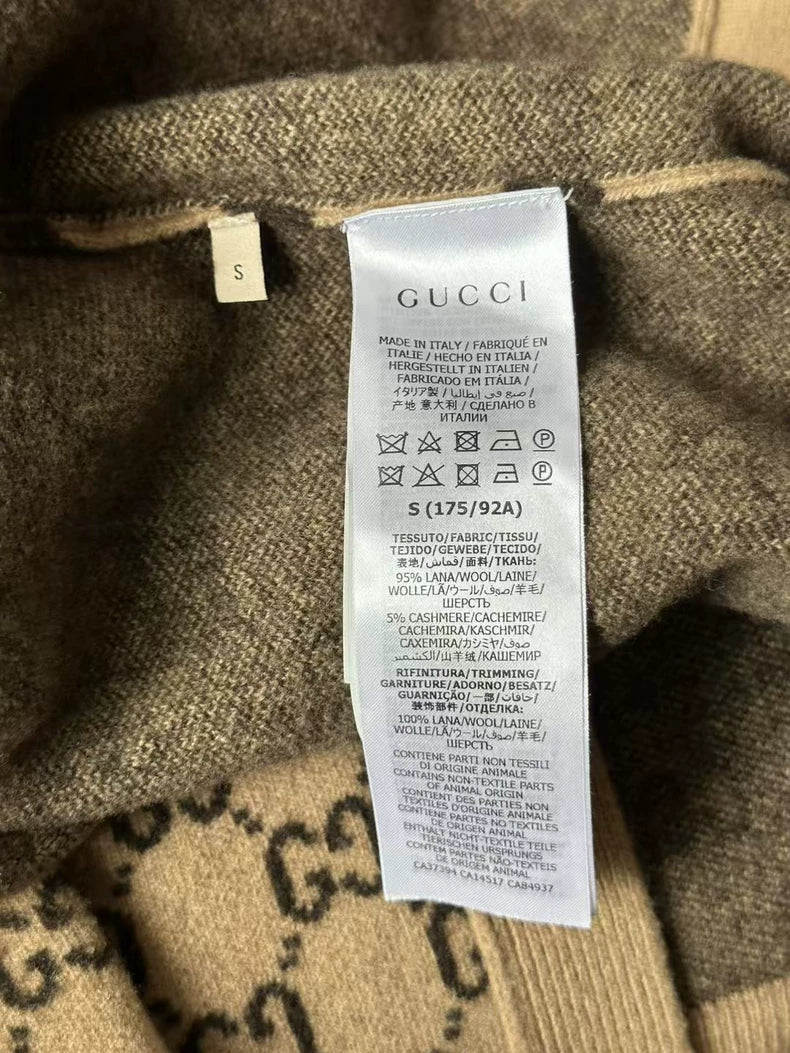 S
GUCCI
MADE IN ITALY / FABRIQUÉ EN
ITALIE / HECHO EN ITALIA /
HERGESTELLT IN ITALIEN /
FABRICADO EM ITÁLIA /
イタリア製 / صنع في إيطاليا /
产地 意大利 / СДЕЛАНО В
ИТАЛИИ
P
P
S (175/92A)
TESSUTO/FABRIC/TISSU/
TEJIDO/GEWEBE/TECIDO/
表地/قماش/面料/ТКАНЬ:
95% LANA/WOOL/LAINE/
WOLLE/LÃ/ウール/صوف/羊毛/
ШЕРСТЬ
5% CASHMERE/CACHEMIRE/
CACHEMIRA/KASCHMIR/
CAXEMIRA/カシミヤ/صوف
الكشمير/山羊绒/КАШЕМИР
RIFINITURA/TRIMMING/
GARNITURE/ADORNO/BESATZ/
GUARNIÇÃO/一部/حافات/
装饰部件/ОТДЕЛКА:
100% LANA/WOOL/LAINE/
WOLLE/LÃ/ウール/صوف/羊毛/
ШЕРСТЬ
CONTIENE PARTI NON TESSILI
DI ORIGINE ANIMALE
CONTAINS NON-TEXTILE PARTS
OF ANIMAL ORIGIN
CONTIENT DES PARTIES NON
TEXTILES D'ORIGINE ANIMALE
CONTIENE PARTES NO TEXTILES
DE ORIGEN ANIMAL
ENTHÄLT NICHT-TEXTILE TEILE
TIERISCHEN URSPRUNGS
CONTEM PARTES NÃO-TEXTEIS
DE ORIGEM ANIMAL
CA37394 CA14517 CA84937